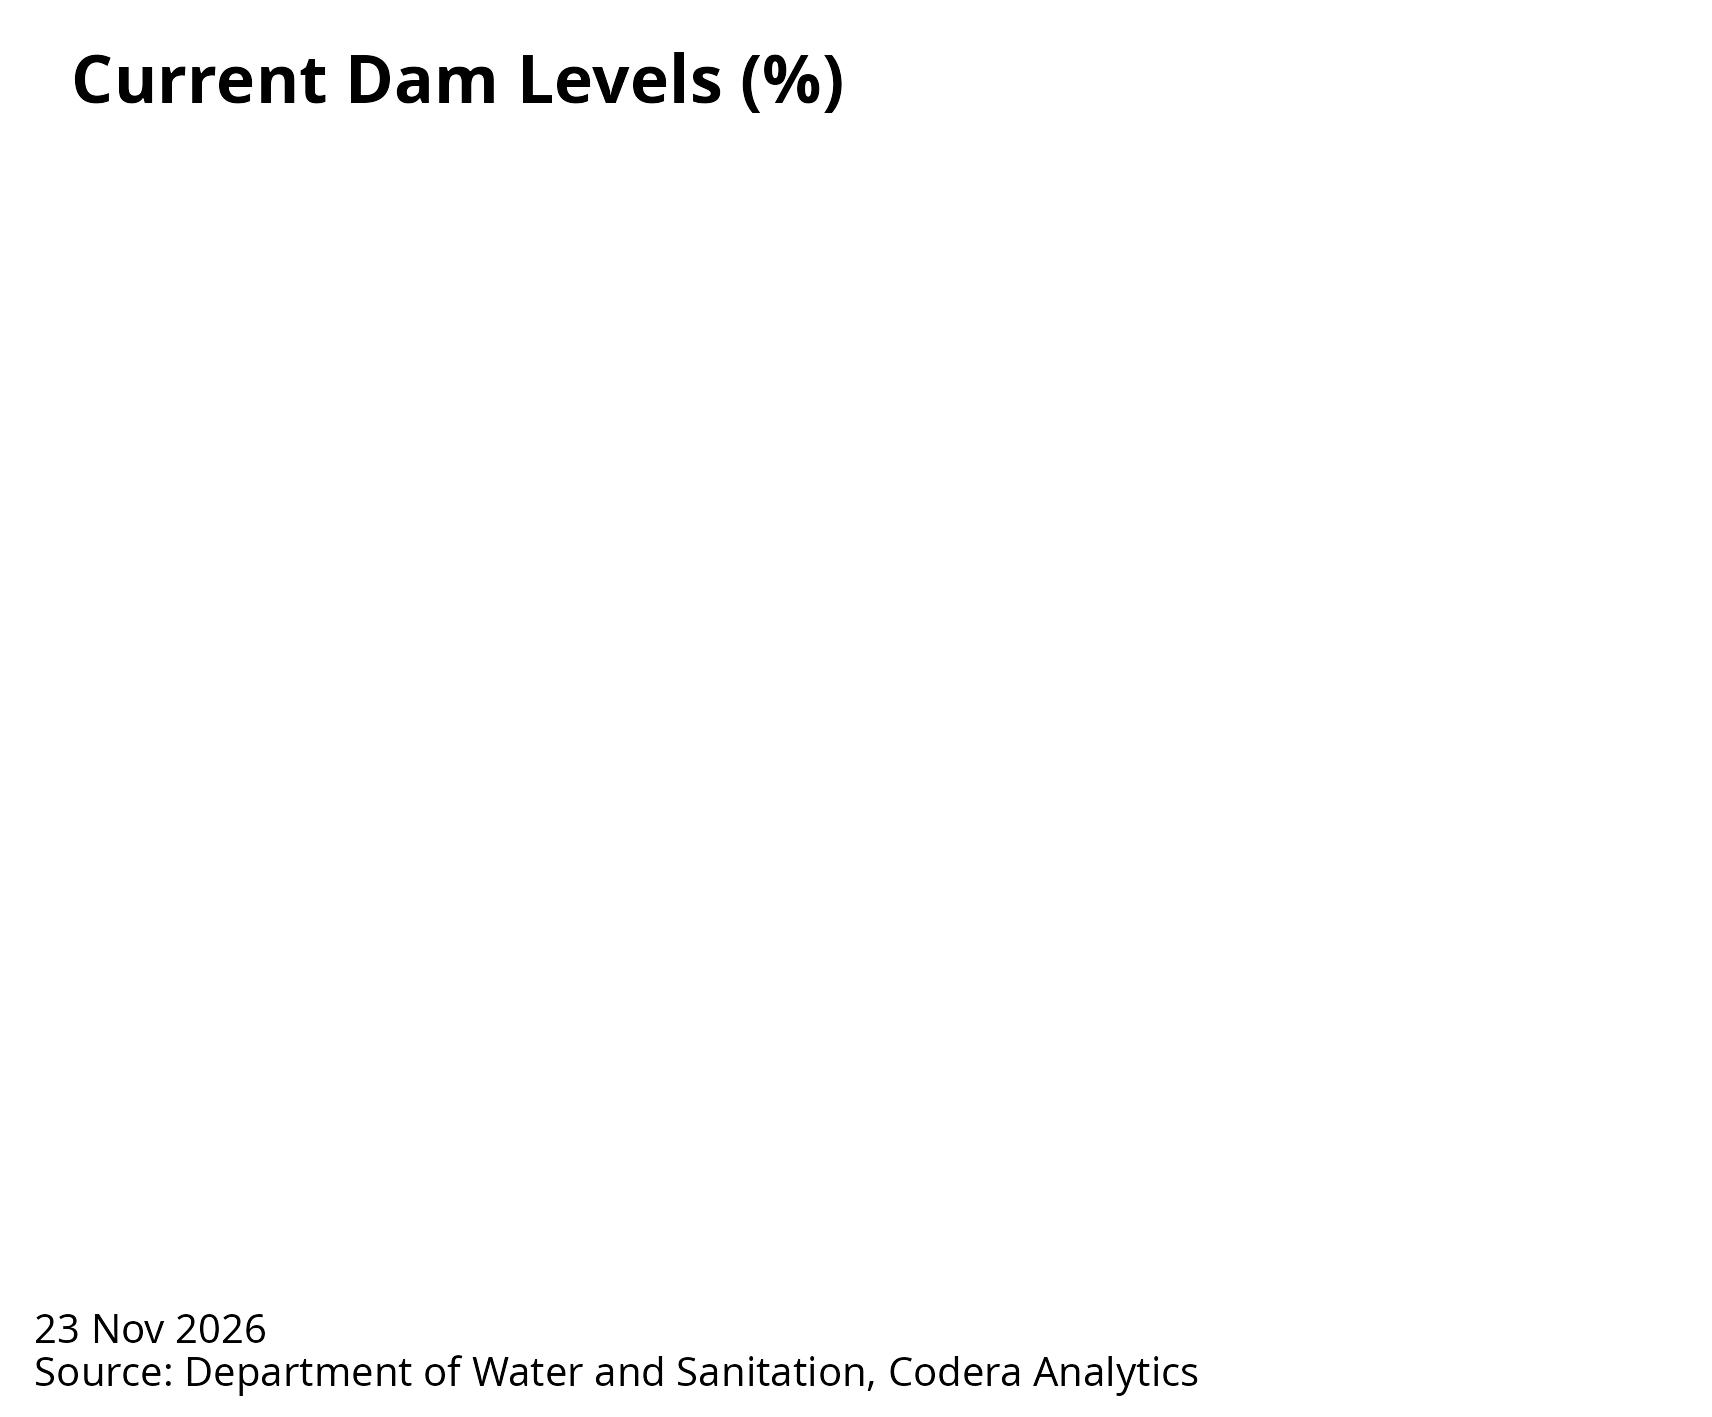 Current Dam Levels (%)
23 Nov 2026
Source: Department of Water and Sanitation, Codera Analytics